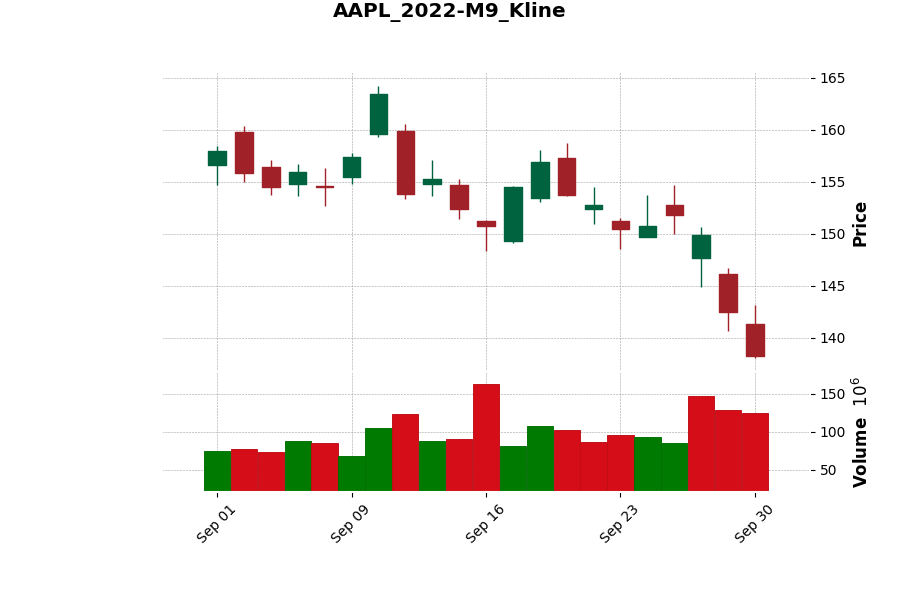 AAPL_2022-M9_Kline
165
160
155
150
145
140
Price
150
100
50
Volume 10^6
Sep 01
Sep 09
Sep 16
Sep 23
Sep 30